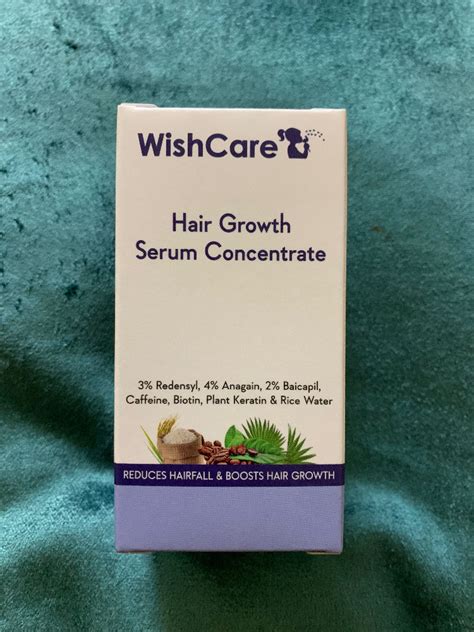 WishCare
Hair Growth
Serum Concentrate
3% Redensyl, 4% Anagain, 2% Baicapil,
Caffeine, Biotin, Plant Keratin & Rice Water
REDUCES HAIRFALL & BOOSTS HAIR GROWTH